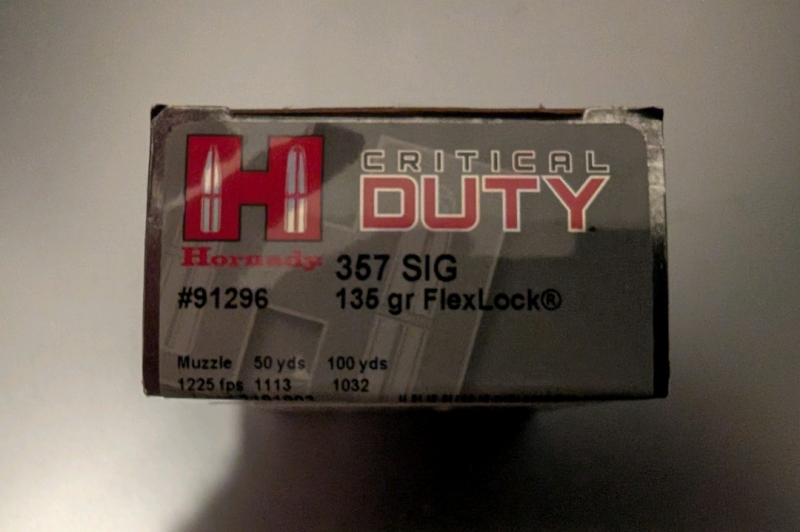 H
CRITICAL
DUTY
Hornady
357 SIG
#91296 135 gr FlexLock®
Muzzle 50 yds 100 yds
1225 fps 1113 1032